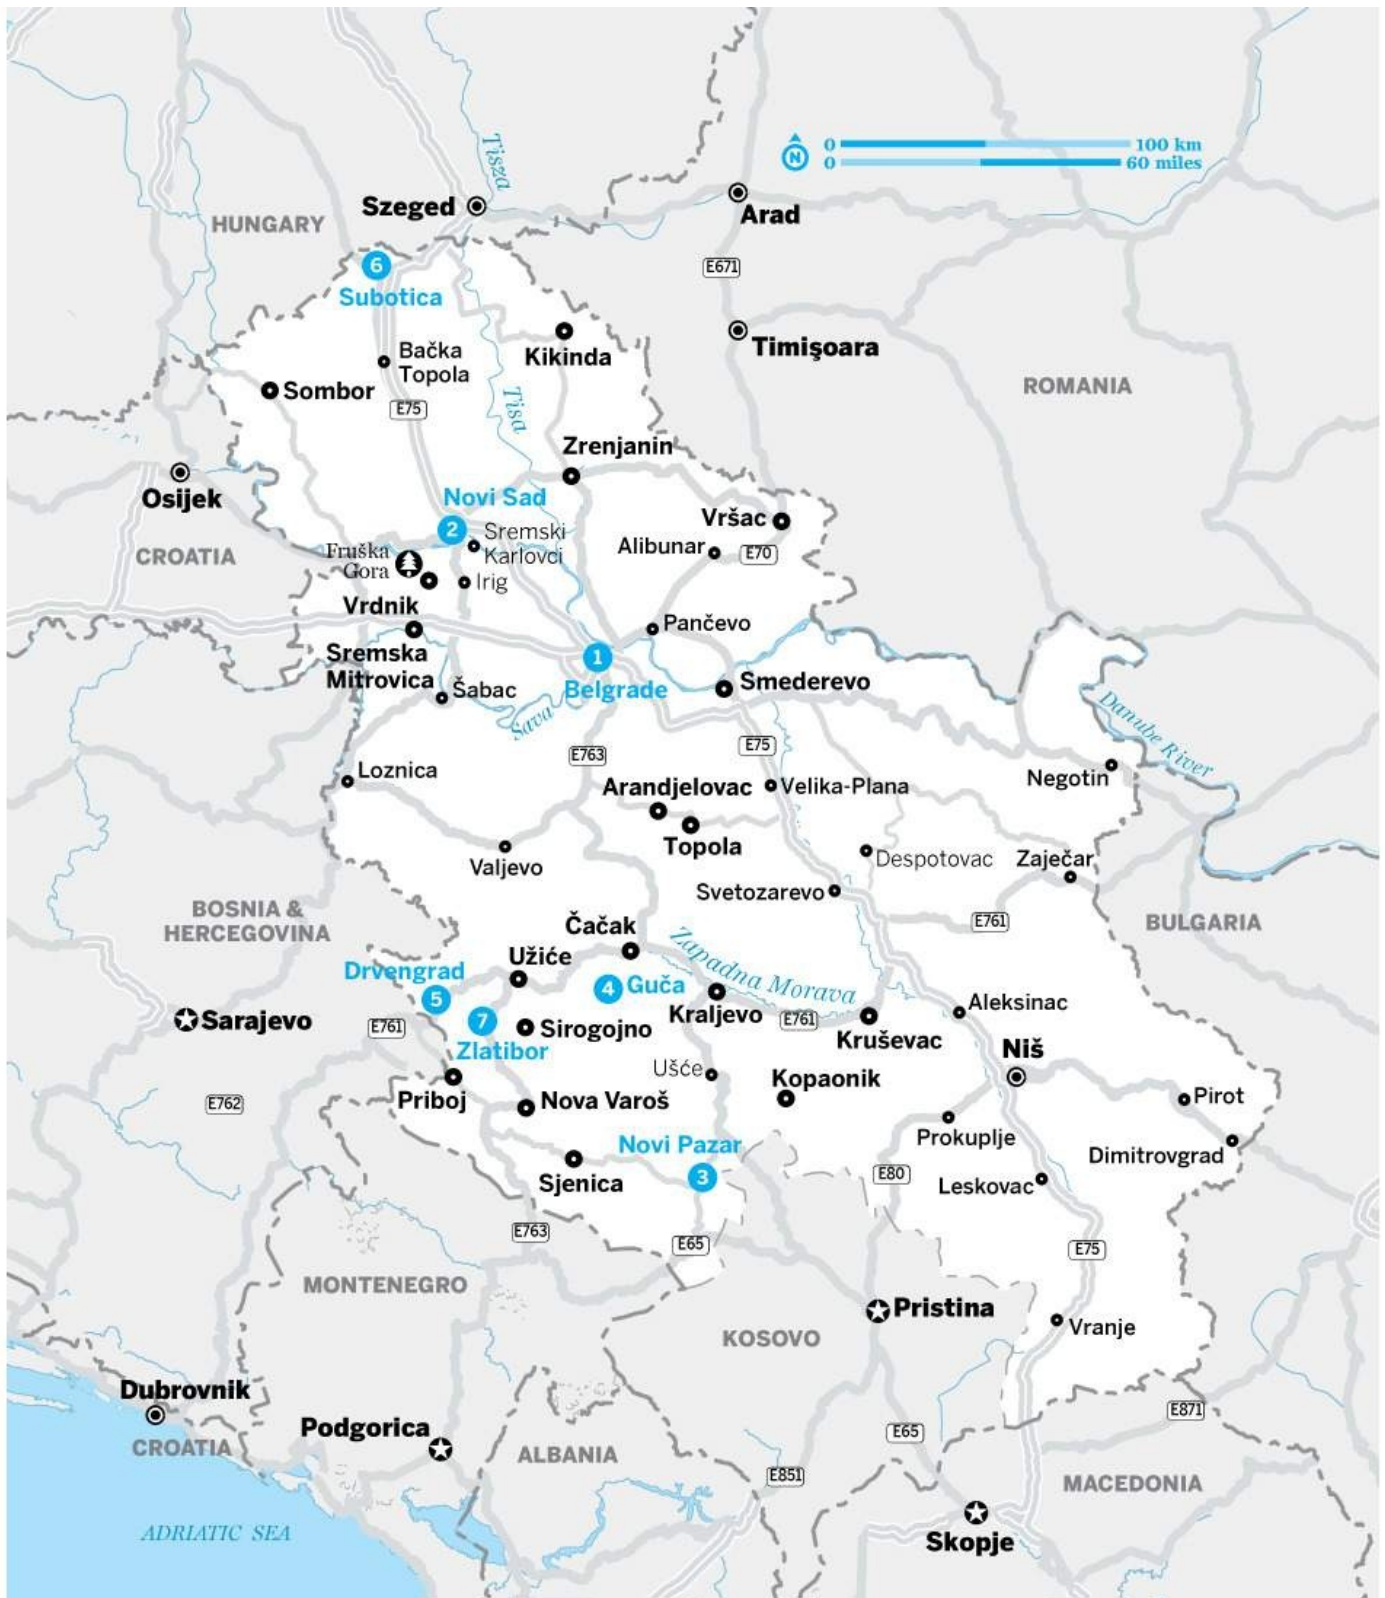 Tisza
0 100 km
0 60 miles
N
Szeged
Arad
HUNGARY
E671
6
Subotica
Kikinda
Timişoara
Bačka
Topola
ROMANIA
Sombor
E75
Tisa
Zrenjanin
Osijek
Novi Sad
2
Vršac
Sremski
Karlovci
Alibunar
E70
CROATIA
Fruška
Gora
Irig
Vrdnik
Pančevo
Sremska
Mitrovica
1
Belgrade
Smederevo
Šabac
Sava
Danube River
E763
E75
Loznica
Negotin
Arandjelovac
Velika-Plana
Topola
Valjevo
Despotovac
Zaječar
Svetozarevo
BOSNIA &
HERCEGOVINA
E761
BULGARIA
Čačak
Zapadna Morava
Užiće
Drvengrad
5
4
Guča
Kraljevo
Aleksinac
Sarajevo
E761
7
Zlatibor
Sirogojno
E761
Kruševac
Niš
Ušće
Kopaonik
Priboj
E762
Nova Varoš
Pirot
Prokuplje
Novi Pazar
3
Dimitrovgrad
Sjenica
E80
Leskovac
E763
E65
E75
MONTENEGRO
Pristina
KOSOVO
Vranje
Dubrovnik
CROATIA
Podgorica
ALBANIA
E871
E65
E851
MACEDONIA
ADRIATIC SEA
Skopje